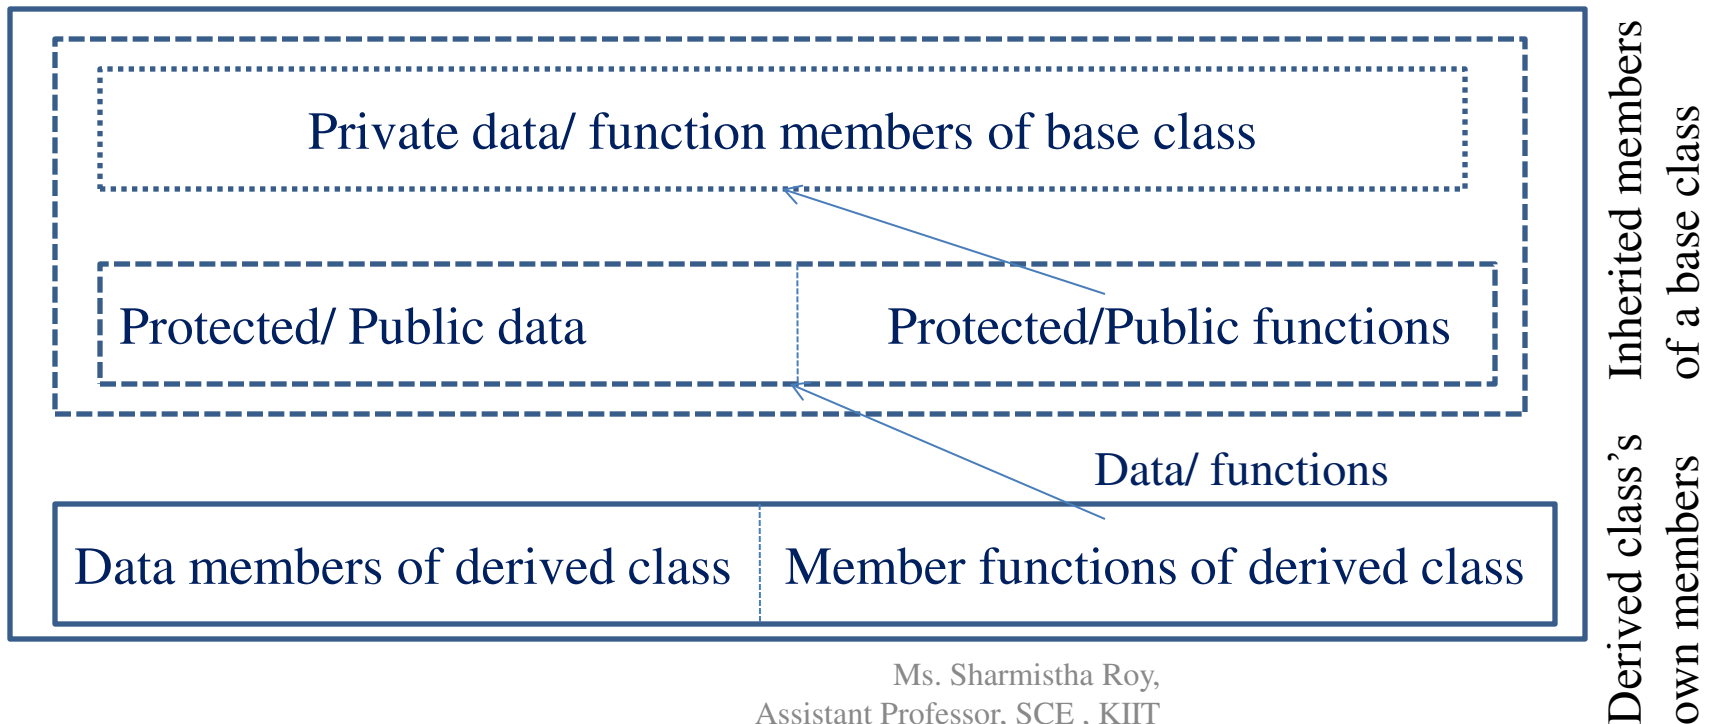 Private data/ function members of base class
Protected/ Public data
Protected/Public functions
Data/ functions
Data members of derived class
Member functions of derived class
Inherited members
of a base class
Derived class’s
own members
Ms. Sharmistha Roy,
Assistant Professor, SCE , KIIT